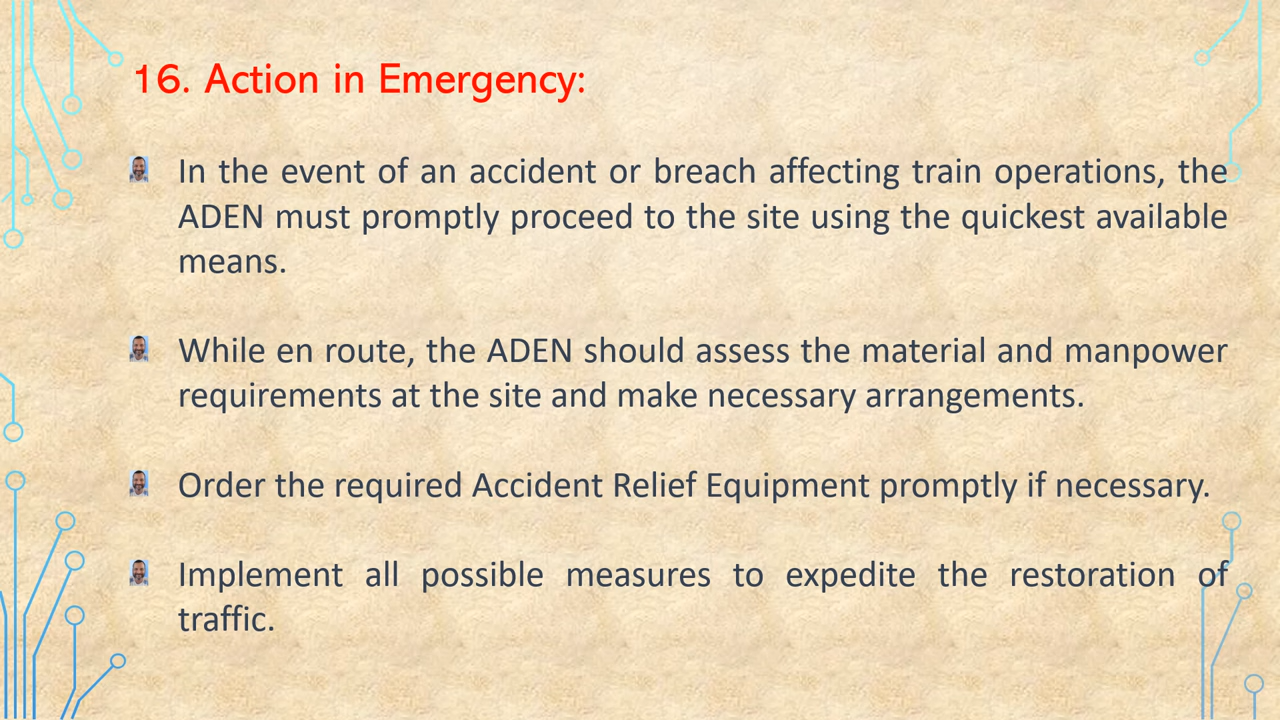 16. Action in Emergency:
In the event of an accident or breach affecting train operations, the
ADEN must promptly proceed to the site using the quickest available
means.
While en route, the ADEN should assess the material and manpower
requirements at the site and make necessary arrangements.
Order the required Accident Relief Equipment promptly if necessary.
Implement all possible measures to expedite the restoration of
traffic.